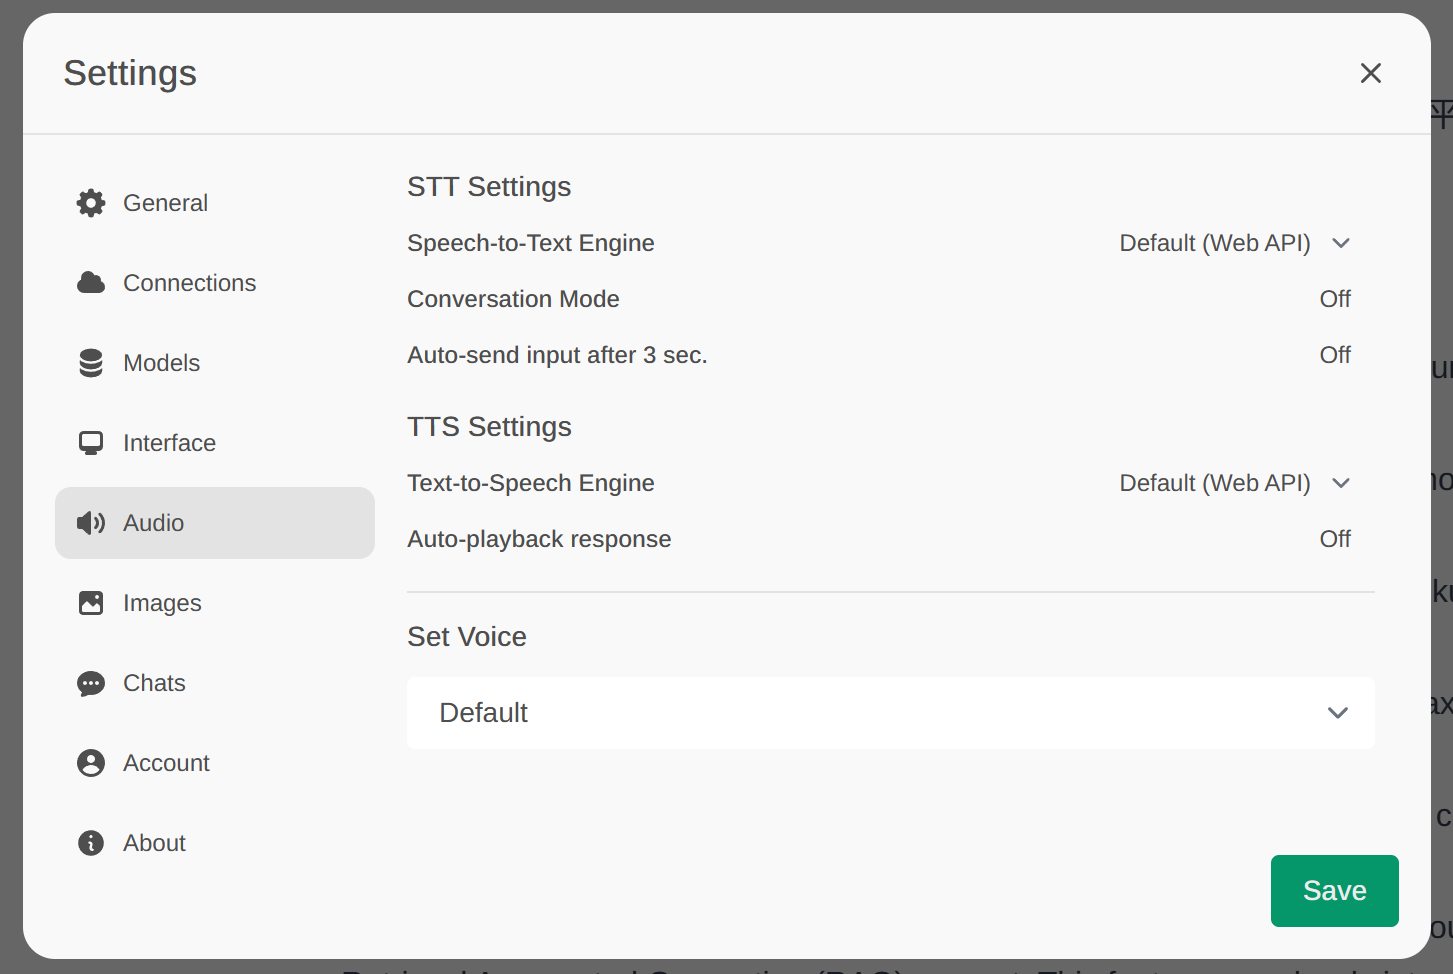 Settings
General
Connections
Models
Interface
Audio
Images
Chats
Account
About
STT Settings
Speech-to-Text Engine Default (Web API)
Conversation Mode Off
Auto-send input after 3 sec. Off
TTS Settings
Text-to-Speech Engine Default (Web API)
Auto-playback response Off
Set Voice
Default
Save